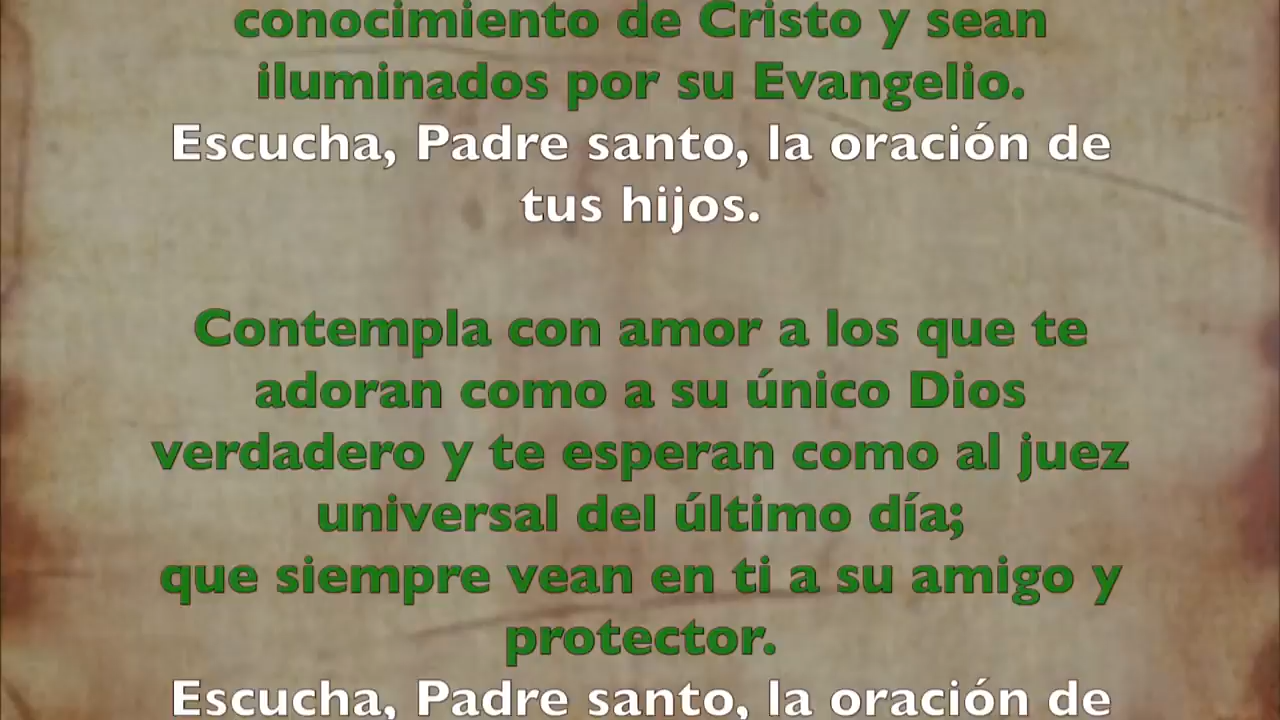 conocimiento de Cristo y sean
iluminados por su Evangelio.
Escucha, Padre santo, la oración de
tus hijos.
Contempla con amor a los que te
adoran como a su único Dios
verdadero y te esperan como al juez
universal del último día;
que siempre vean en ti a su amigo y
protector.
Escucha, Padre santo, la oración de